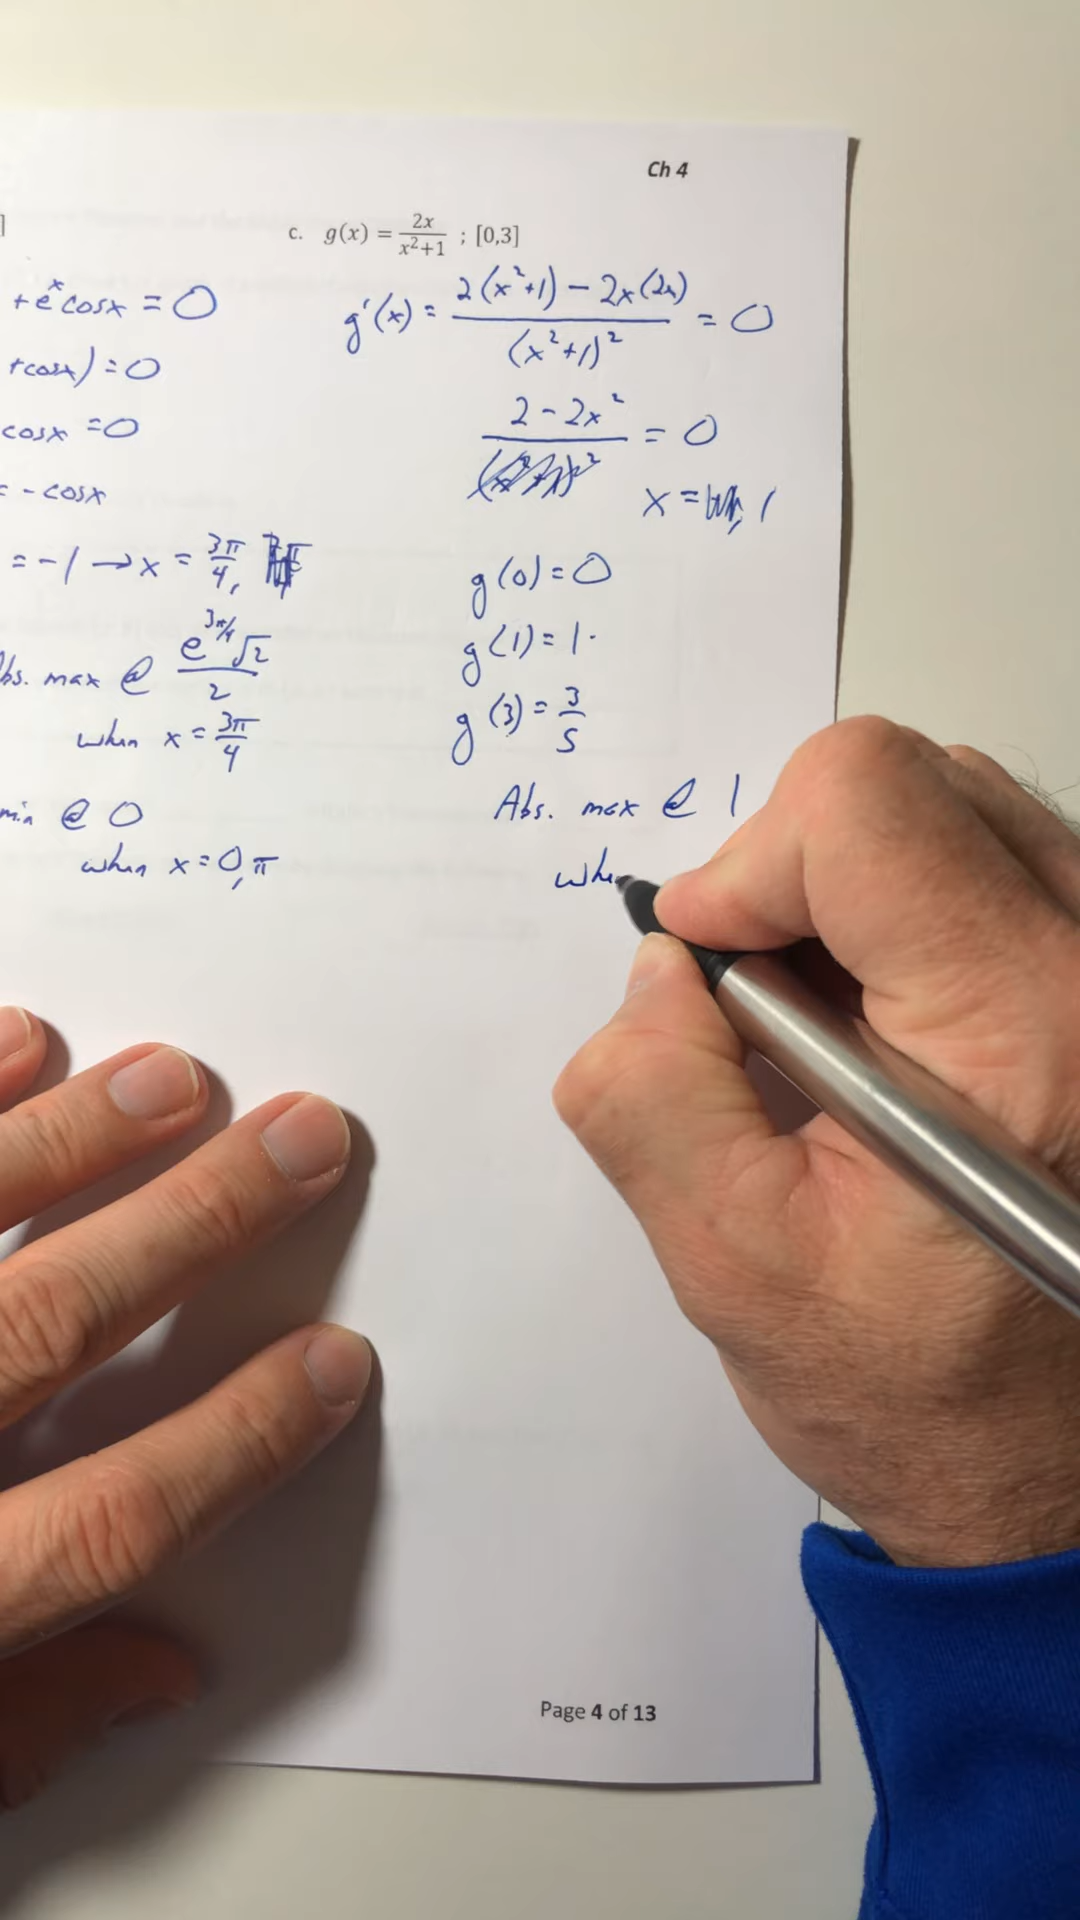 Ch 4
]
+ e^x cosx = 0
+cosx) = 0
cosx = 0
= -cosx
= -1 → x = 3π/4,
Abs. max @ e^(3π/4)√2/2
when x = 3π/4
min @ 0
when x = 0, π
c. g(x) = 2x/(x²+1) ; [0,3]
g'(x) = (2(x²+1) - 2x(2x))/(x²+1)² = 0
(2 - 2x²)/(x²+1)² = 0
x = 1
g(0) = 0
g(1) = 1.
g(3) = 3/5
Abs. max @ 1
when
Page 4 of 13